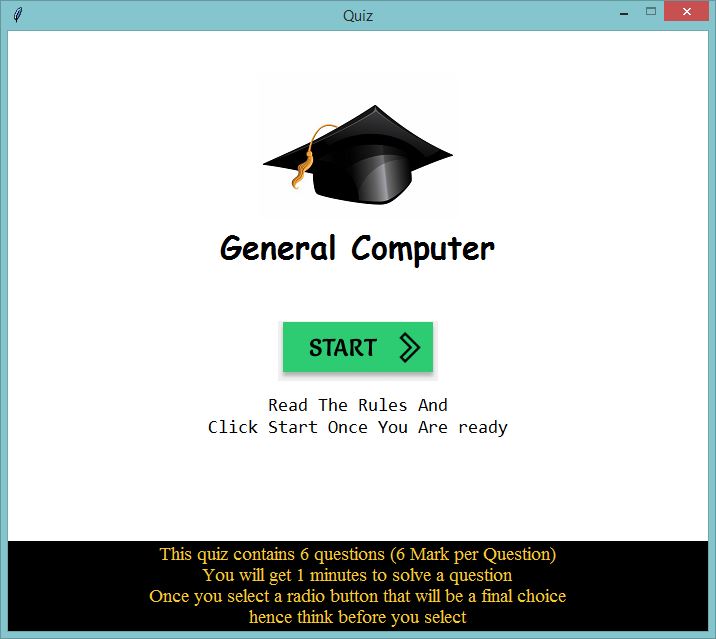 Quiz
General Computer
START
Read The Rules And
Click Start Once You Are ready
This quiz contains 6 questions (6 Mark per Question)
You will get 1 minutes to solve a question
Once you select a radio button that will be a final choice
hence think before you select